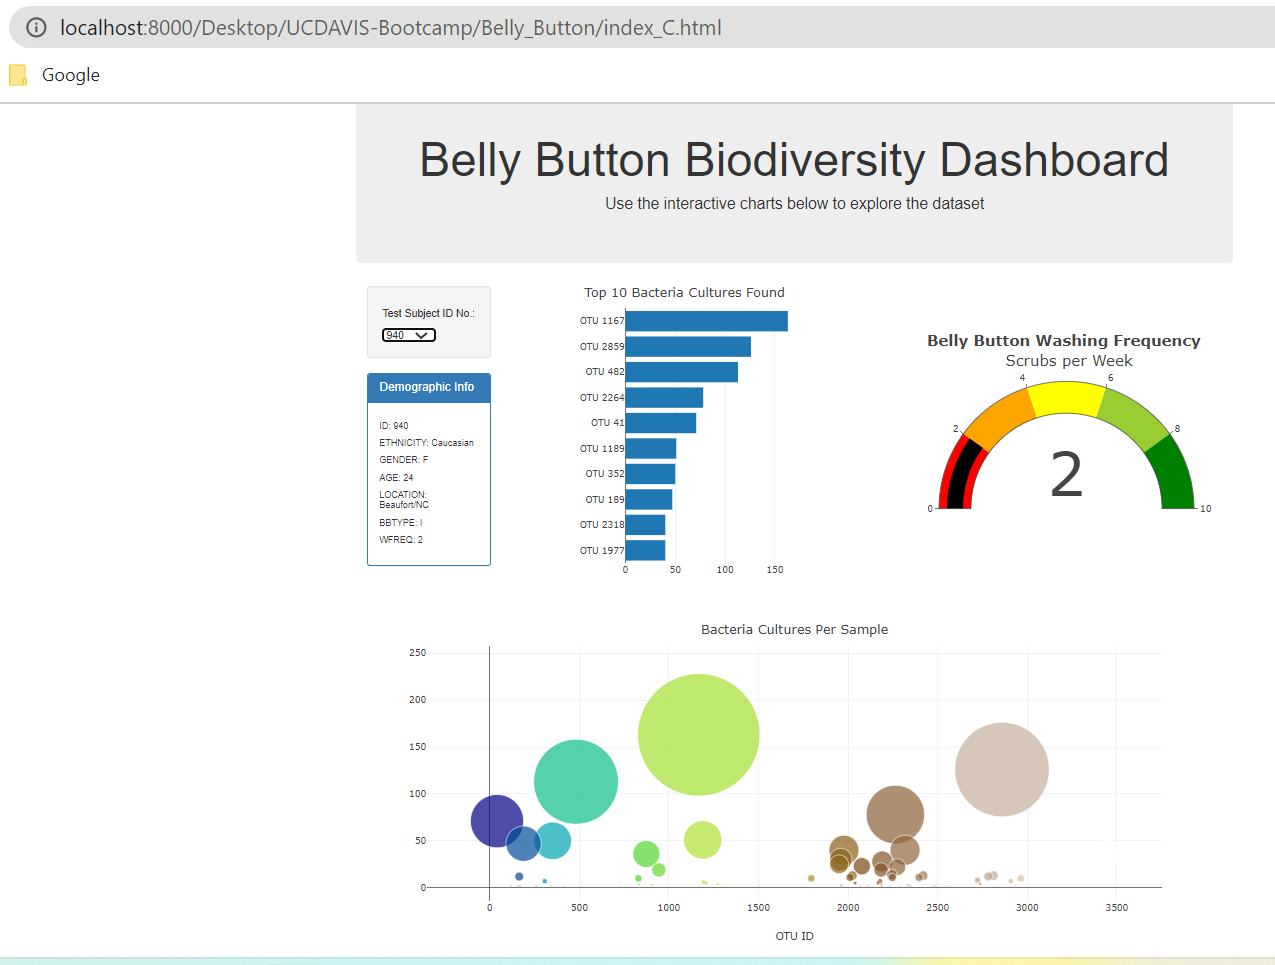 localhost:8000/Desktop/UCDAVIS-Bootcamp/Belly_Button/index_C.html
Google
Belly Button Biodiversity Dashboard
Use the interactive charts below to explore the dataset
Test Subject ID No.:
940
Demographic Info
ID: 940
ETHNICITY: Caucasian
GENDER: F
AGE: 24
LOCATION:
Beaufort/NC
BBTYPE: I
WFREQ: 2
Top 10 Bacteria Cultures Found
OTU 1167
OTU 2859
OTU 482
OTU 2264
OTU 41
OTU 1189
OTU 352
OTU 189
OTU 2318
OTU 1977
0 50 100 150
Belly Button Washing Frequency
Scrubs per Week
4 6
2 8
2
0 10
Bacteria Cultures Per Sample
250
200
150
100
50
0
0 500 1000 1500 2000 2500 3000 3500
OTU ID